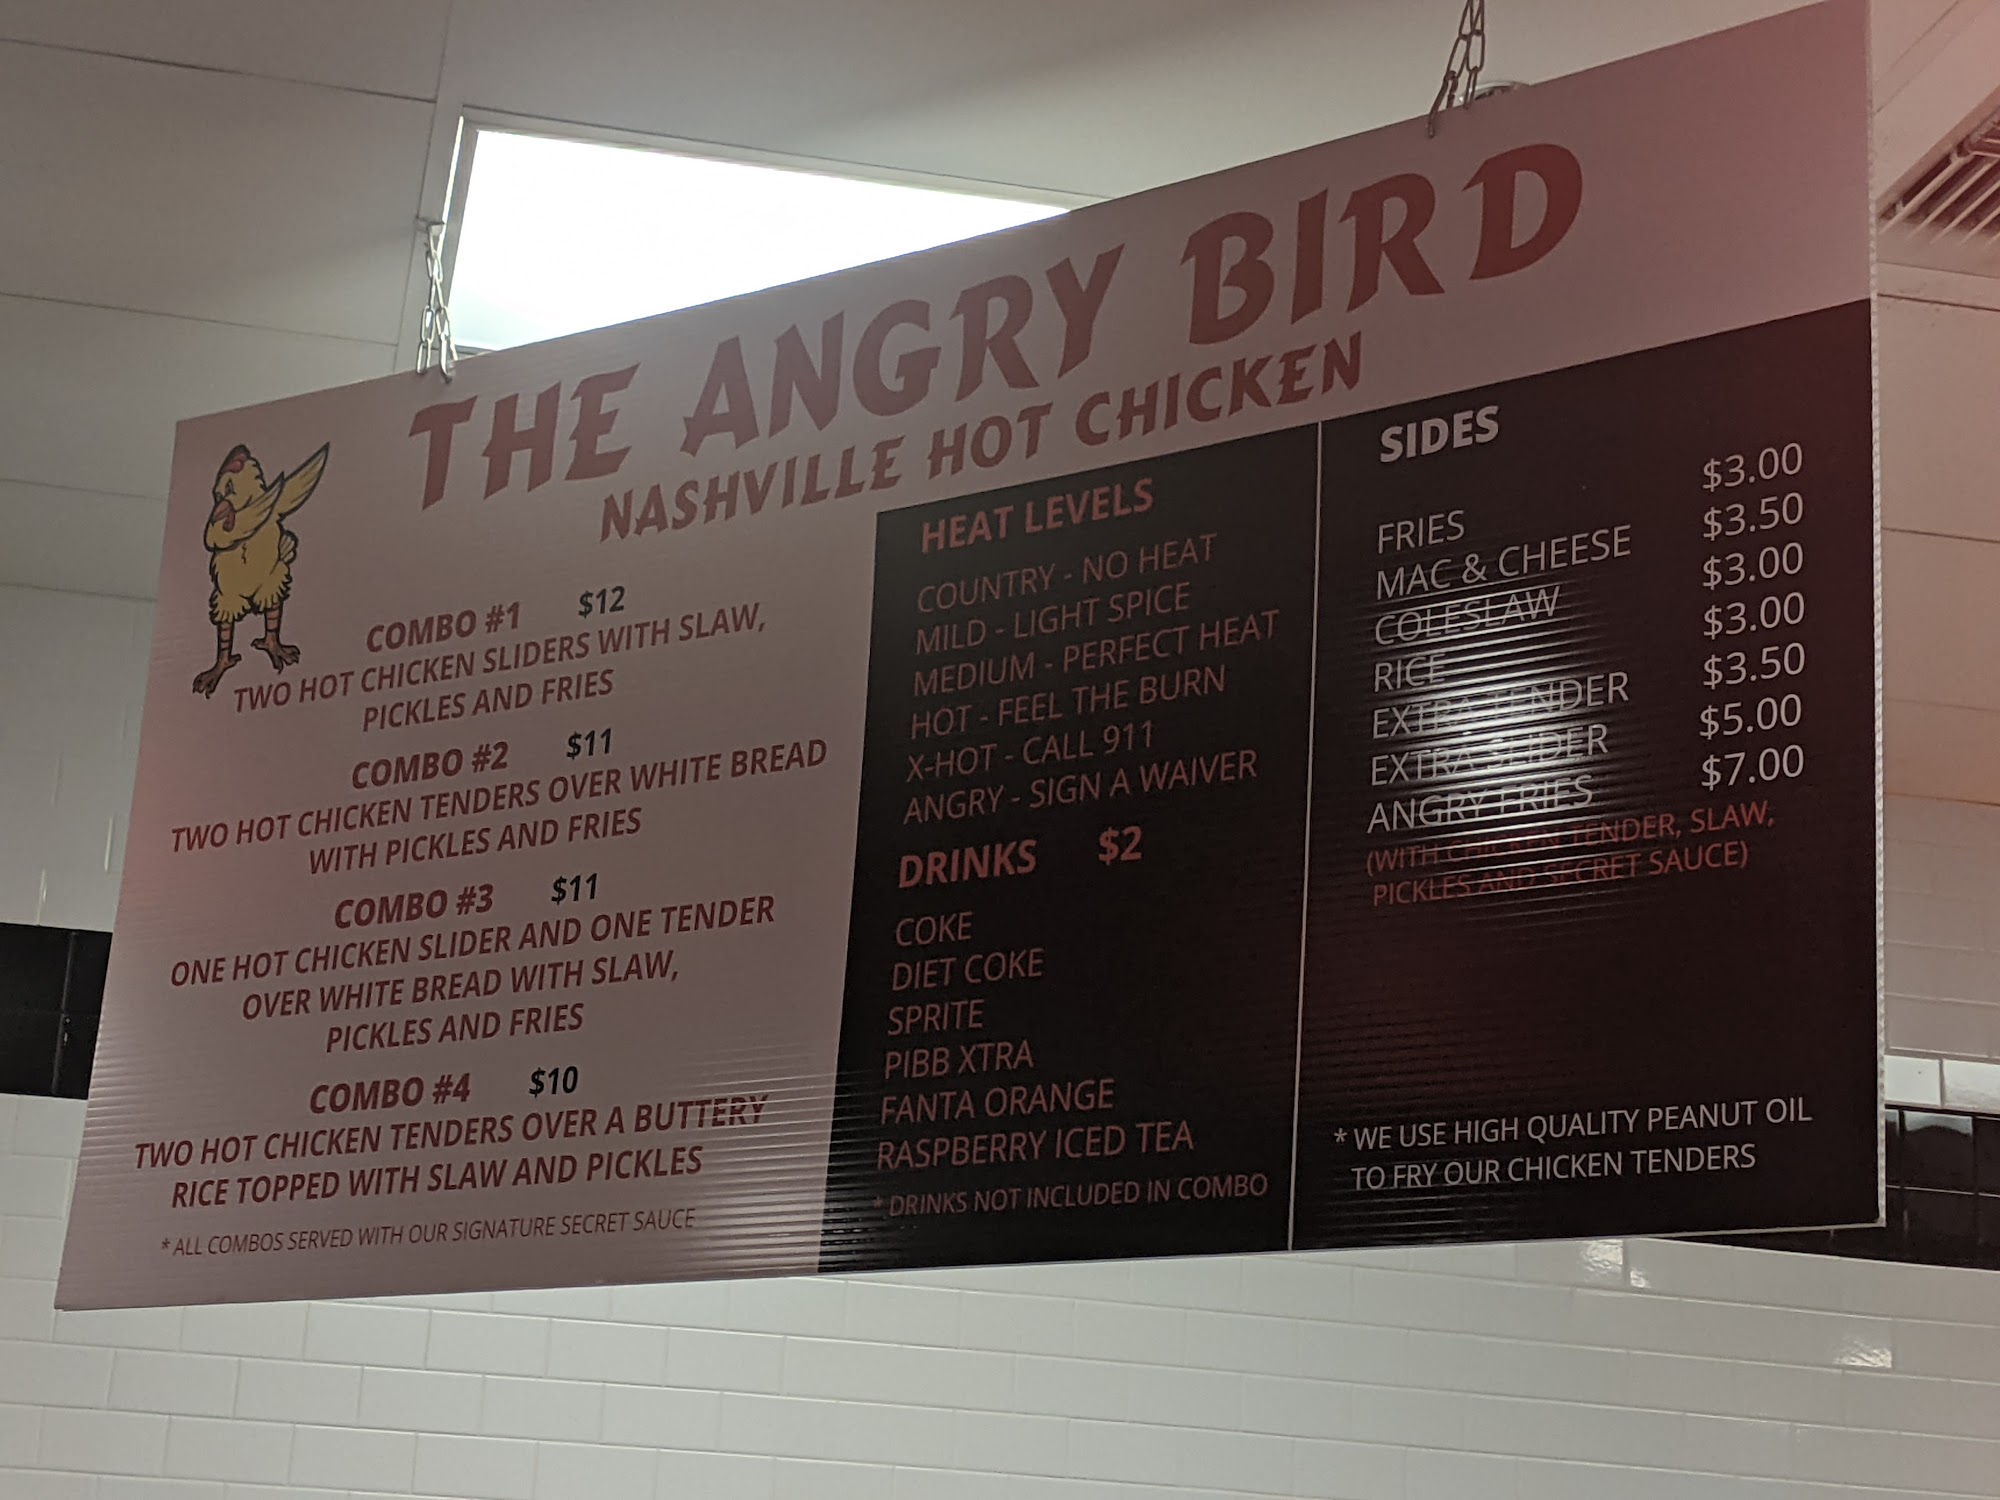 THE ANGRY BIRD
NASHVILLE HOT CHICKEN
COMBO #1 $12
TWO HOT CHICKEN SLIDERS WITH SLAW,
PICKLES AND FRIES
COMBO #2 $11
TWO HOT CHICKEN TENDERS OVER WHITE BREAD
WITH PICKLES AND FRIES
COMBO #3 $11
ONE HOT CHICKEN SLIDER AND ONE TENDER
OVER WHITE BREAD WITH SLAW,
PICKLES AND FRIES
COMBO #4 $10
TWO HOT CHICKEN TENDERS OVER A BUTTERY
RICE TOPPED WITH SLAW AND PICKLES
* ALL COMBOS SERVED WITH OUR SIGNATURE SECRET SAUCE
HEAT LEVELS
COUNTRY - NO HEAT
MILD - LIGHT SPICE
MEDIUM - PERFECT HEAT
HOT - FEEL THE BURN
X-HOT - CALL 911
ANGRY - SIGN A WAIVER
DRINKS $2
COKE
DIET COKE
SPRITE
PIBB XTRA
FANTA ORANGE
RASPBERRY ICED TEA
* DRINKS NOT INCLUDED IN COMBO
SIDES
FRIES $3.00
MAC & CHEESE $3.50
COLESLAW $3.00
RICE $3.00
EXTRA TENDER $3.50
EXTRA SLIDER $5.00
ANGRY FRIES $7.00
(WITH CHICKEN TENDER, SLAW,
PICKLES AND SECRET SAUCE)
* WE USE HIGH QUALITY PEANUT OIL
TO FRY OUR CHICKEN TENDERS